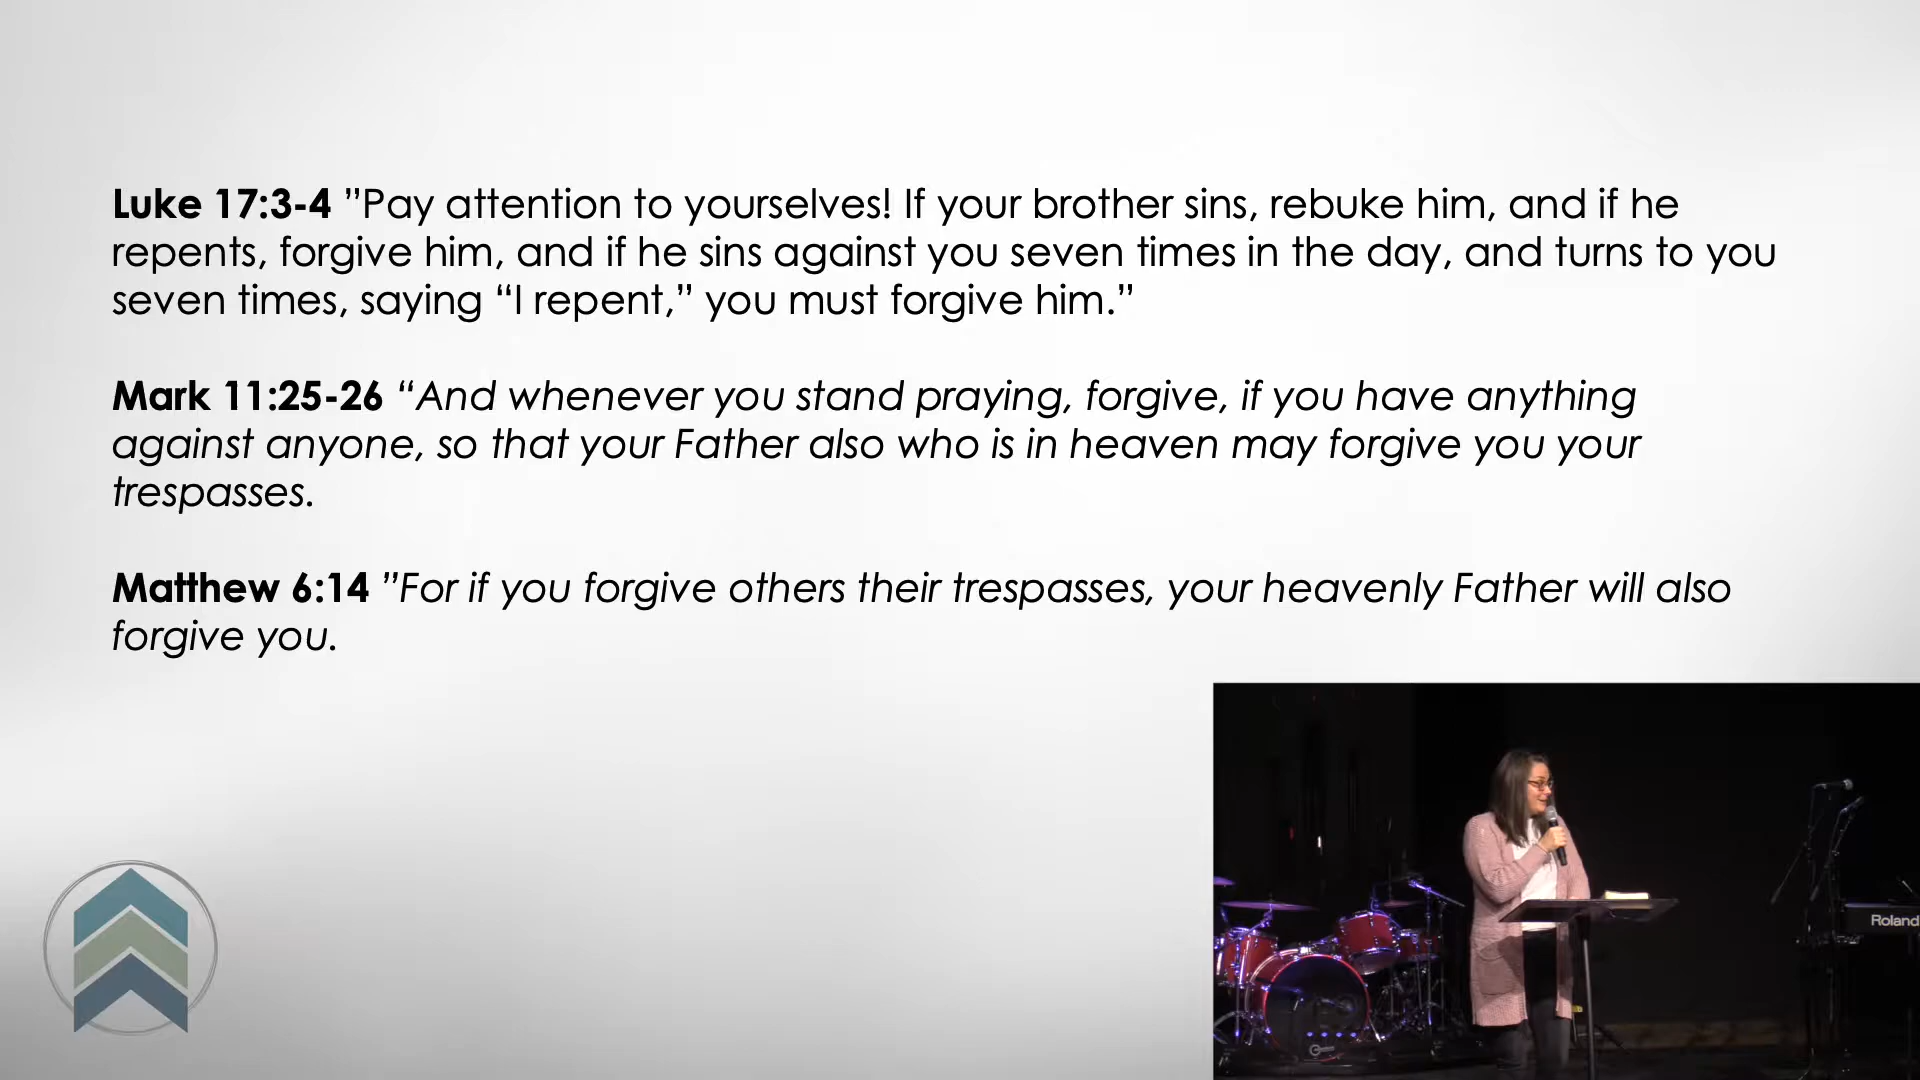 Luke 17:3-4 ”Pay attention to yourselves! If your brother sins, rebuke him, and if he
repents, forgive him, and if he sins against you seven times in the day, and turns to you
seven times, saying “I repent,” you must forgive him.”
Mark 11:25-26 “And whenever you stand praying, forgive, if you have anything
against anyone, so that your Father also who is in heaven may forgive you your
trespasses.
Matthew 6:14 ”For if you forgive others their trespasses, your heavenly Father will also
forgive you.
Roland